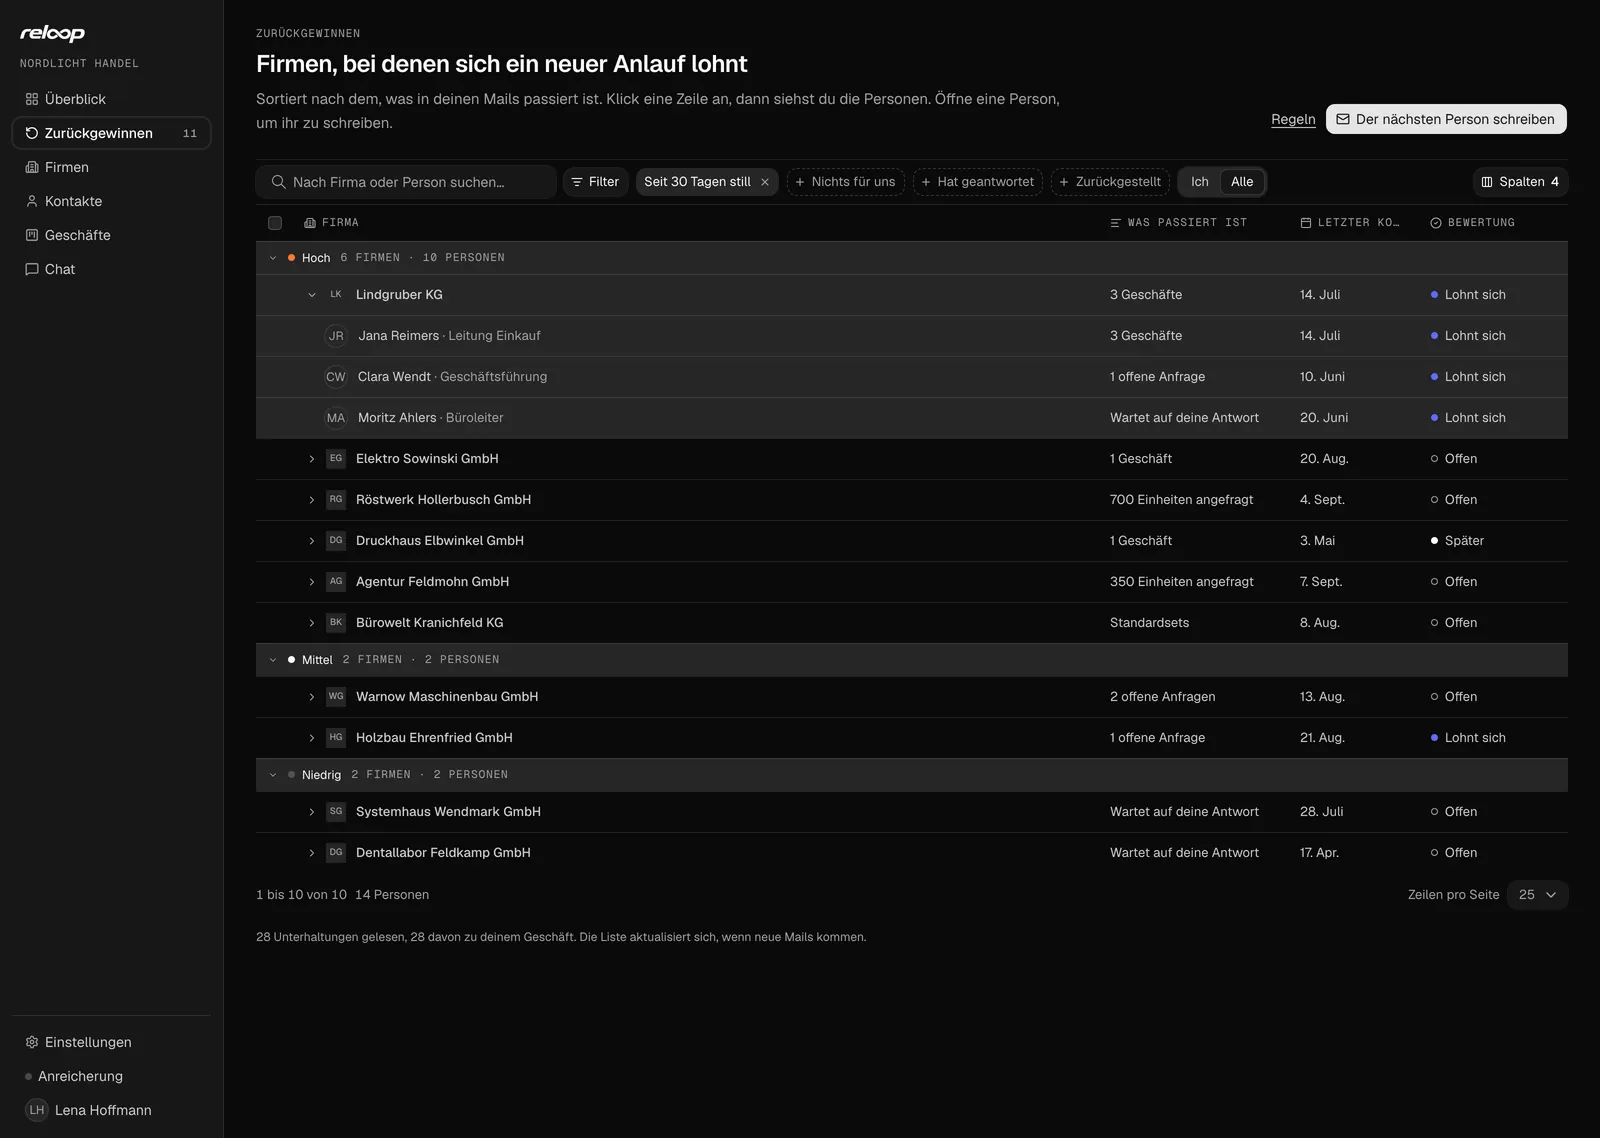 reloop
NORDLICHT HANDEL
Überblick
Zurückgewinnen 11
Firmen
Kontakte
Geschäfte
Chat
Einstellungen
Anreicherung
LH Lena Hoffmann
ZURÜCKGEWINNEN
Firmen, bei denen sich ein neuer Anlauf lohnt
Sortiert nach dem, was in deinen Mails passiert ist. Klick eine Zeile an, dann siehst du die Personen. Öffne eine Person,
um ihr zu schreiben.
Regeln Der nächsten Person schreiben
Nach Firma oder Person suchen... Filter Seit 30 Tagen still × + Nichts für uns + Hat geantwortet + Zurückgestellt Ich Alle Spalten 4
FIRMA WAS PASSIERT IST LETZTER KO… BEWERTUNG
Hoch 6 FIRMEN · 10 PERSONEN
LK Lindgruber KG 3 Geschäfte 14. Juli Lohnt sich
JR Jana Reimers · Leitung Einkauf 3 Geschäfte 14. Juli Lohnt sich
CW Clara Wendt · Geschäftsführung 1 offene Anfrage 10. Juni Lohnt sich
MA Moritz Ahlers · Büroleiter Wartet auf deine Antwort 20. Juni Lohnt sich
EG Elektro Sowinski GmbH 1 Geschäft 20. Aug. Offen
RG Röstwerk Hollerbusch GmbH 700 Einheiten angefragt 4. Sept. Offen
DG Druckhaus Elbwinkel GmbH 1 Geschäft 3. Mai Später
AG Agentur Feldmohn GmbH 350 Einheiten angefragt 7. Sept. Offen
BK Bürowelt Kranichfeld KG Standardsets 8. Aug. Offen
Mittel 2 FIRMEN · 2 PERSONEN
WG Warnow Maschinenbau GmbH 2 offene Anfragen 13. Aug. Offen
HG Holzbau Ehrenfried GmbH 1 offene Anfrage 21. Aug. Lohnt sich
Niedrig 2 FIRMEN · 2 PERSONEN
SG Systemhaus Wendmark GmbH Wartet auf deine Antwort 28. Juli Offen
DG Dentallabor Feldkamp GmbH Wartet auf deine Antwort 17. Apr. Offen
1 bis 10 von 10 14 Personen Zeilen pro Seite 25
28 Unterhaltungen gelesen, 28 davon zu deinem Geschäft. Die Liste aktualisiert sich, wenn neue Mails kommen.